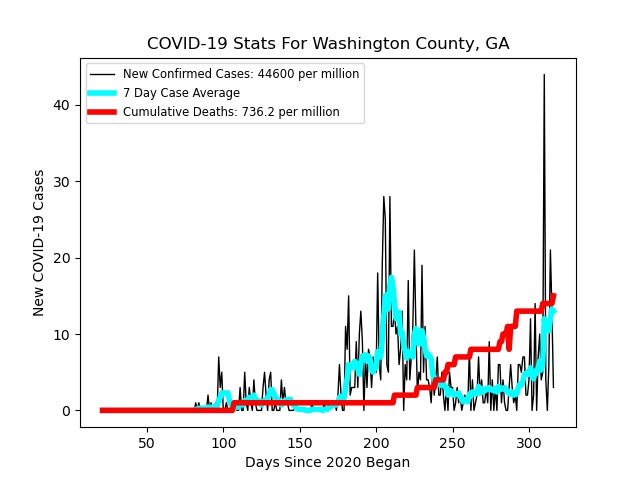 COVID-19 Stats For Washington County, GA
New Confirmed Cases: 44600 per million
7 Day Case Average
Cumulative Deaths: 736.2 per million
New COVID-19 Cases
40
30
20
10
0
50 100 150 200 250 300
Days Since 2020 Began